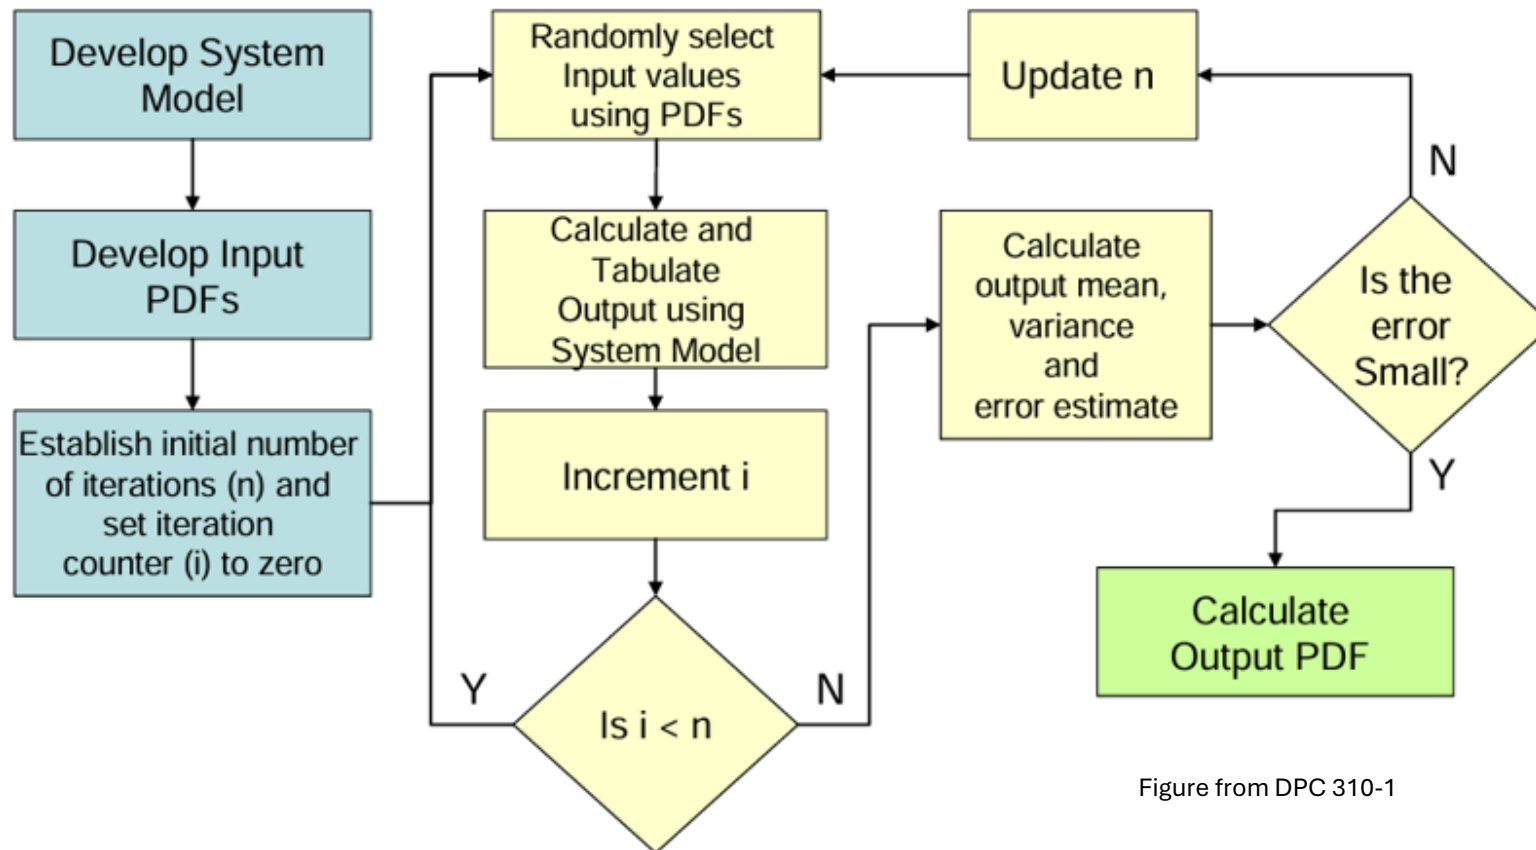 Develop System
Model
Develop Input
PDFs
Establish initial number
of iterations (n) and
set iteration
counter (i) to zero
Randomly select
Input values
using PDFs
Calculate and
Tabulate
Output using
System Model
Increment i
Is i < n
Y
N
Calculate
output mean,
variance
and
error estimate
Is the
error
Small?
N
Update n
Y
Calculate
Output PDF
Figure from DPC 310-1